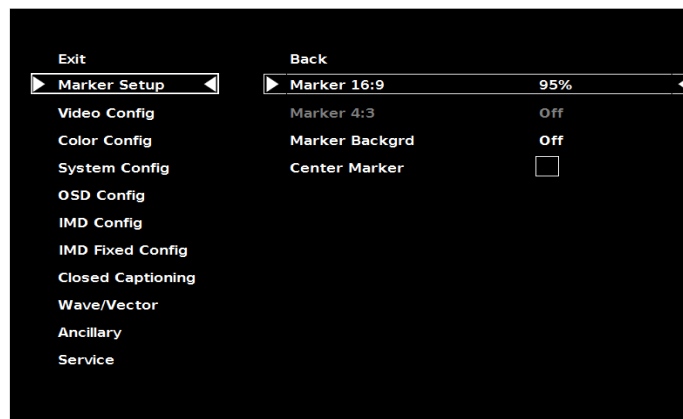 Exit
Marker Setup
Video Config
Color Config
System Config
OSD Config
IMD Config
IMD Fixed Config
Closed Captioning
Wave/Vector
Ancillary
Service
Back
Marker 16:9 95%
Marker 4:3 Off
Marker Backgrd Off
Center Marker